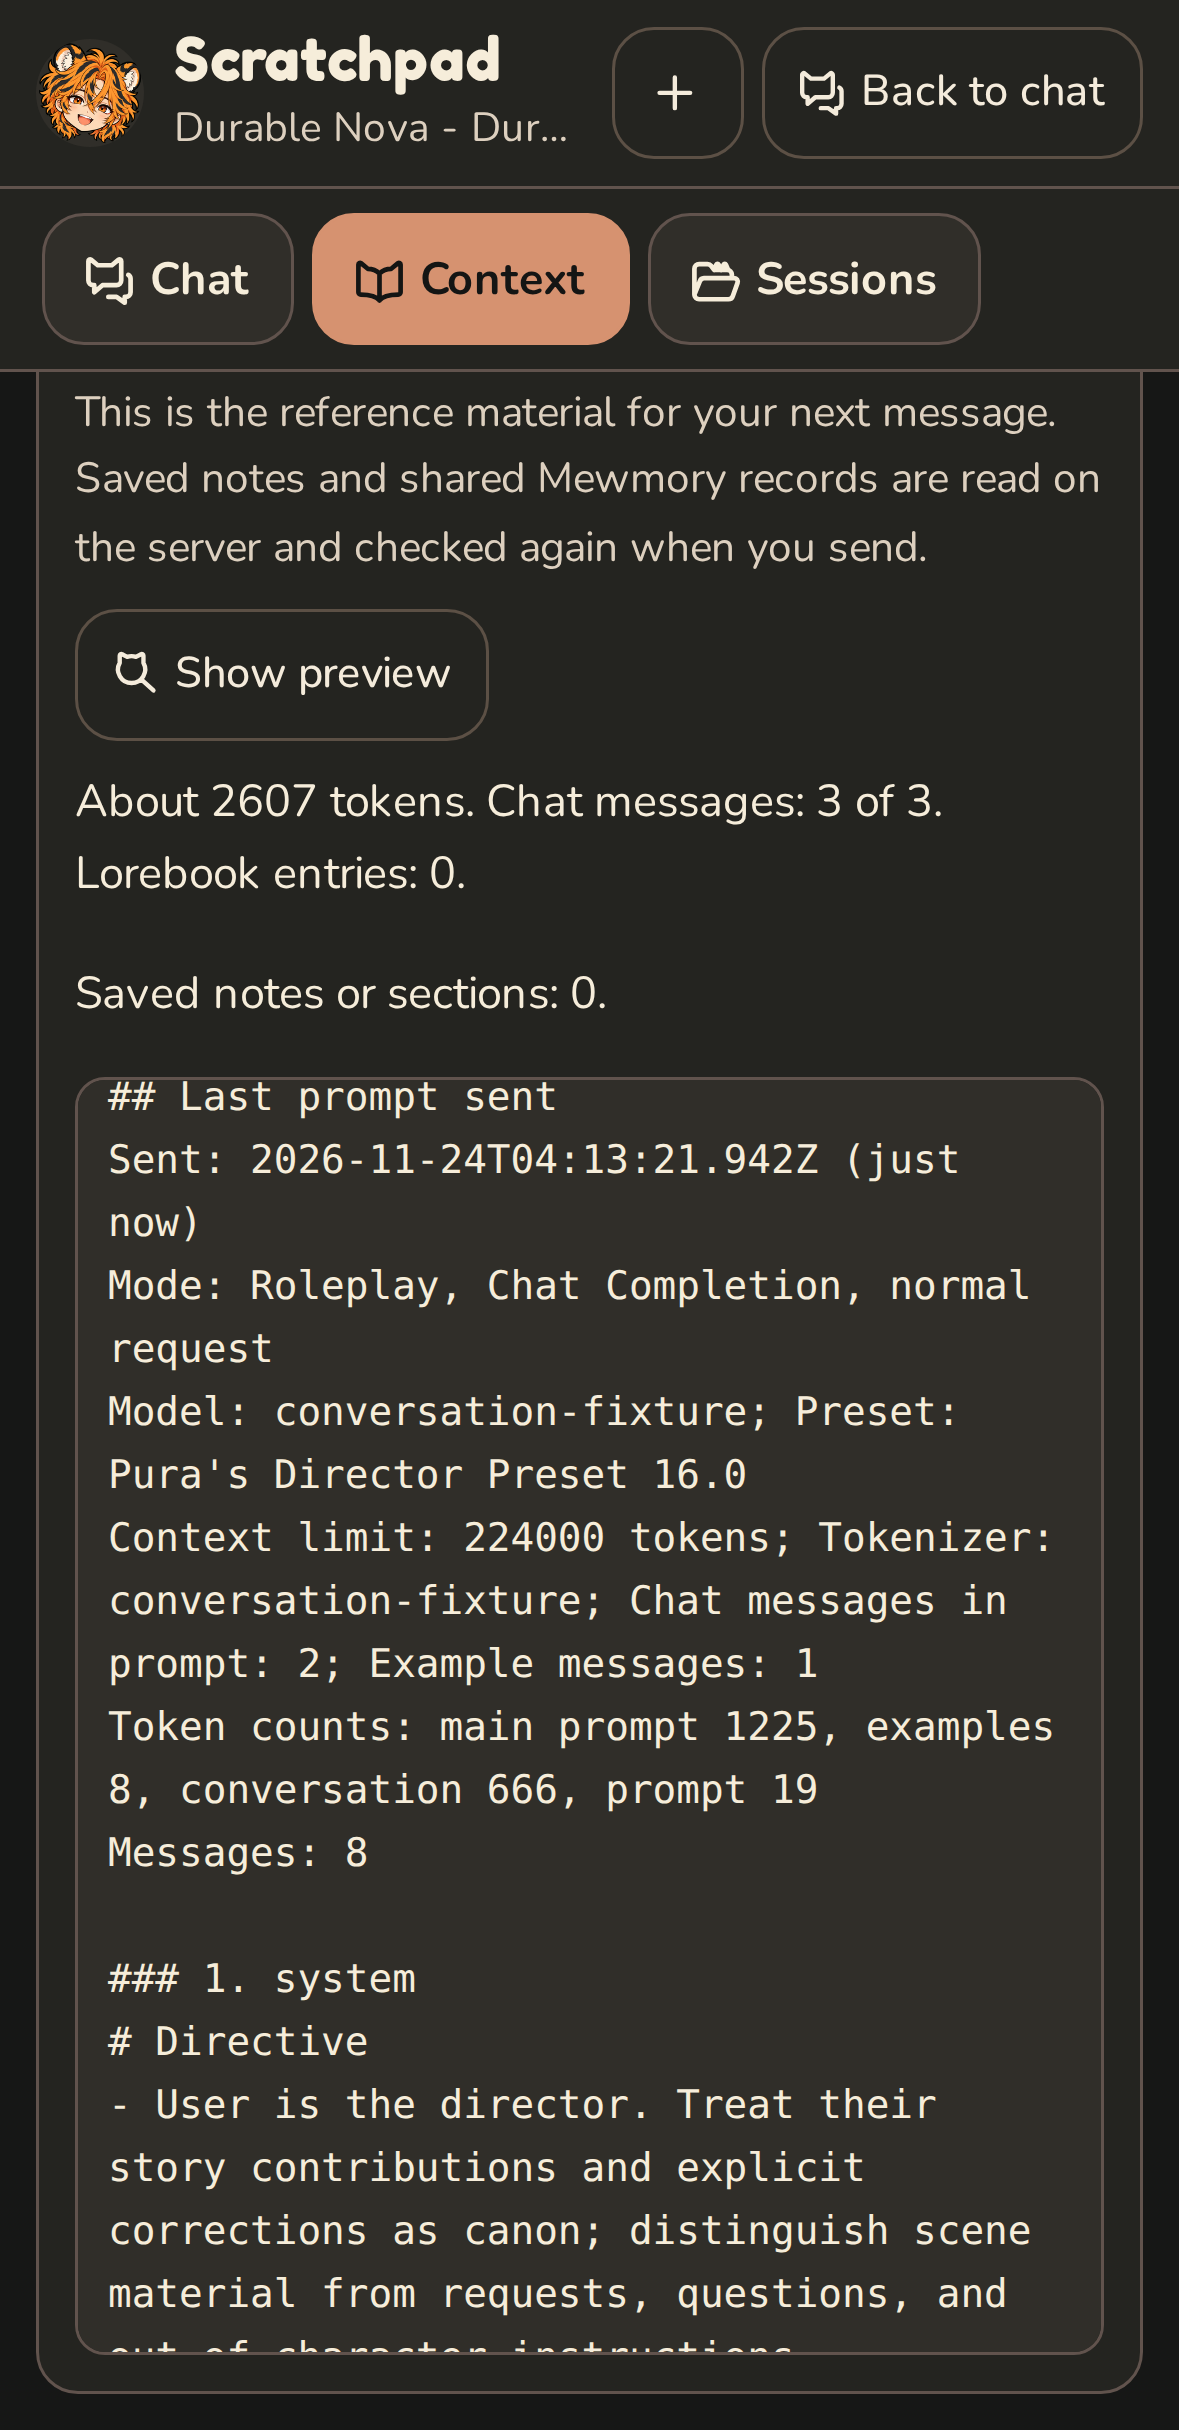 Scratchpad
Durable Nova - Dur...
Back to chat
Chat
Context
Sessions
This is the reference material for your next message.
Saved notes and shared Mewmory records are read on
the server and checked again when you send.
Show preview
About 2607 tokens. Chat messages: 3 of 3.
Lorebook entries: 0.
Saved notes or sections: 0.
## Last prompt sent
Sent: 2026-11-24T04:13:21.942Z (just
now)
Mode: Roleplay, Chat Completion, normal
request
Model: conversation-fixture; Preset:
Pura's Director Preset 16.0
Context limit: 224000 tokens; Tokenizer:
conversation-fixture; Chat messages in
prompt: 2; Example messages: 1
Token counts: main prompt 1225, examples
8, conversation 666, prompt 19
Messages: 8
### 1. system
# Directive
- User is the director. Treat their
story contributions and explicit
corrections as canon; distinguish scene
material from requests, questions, and